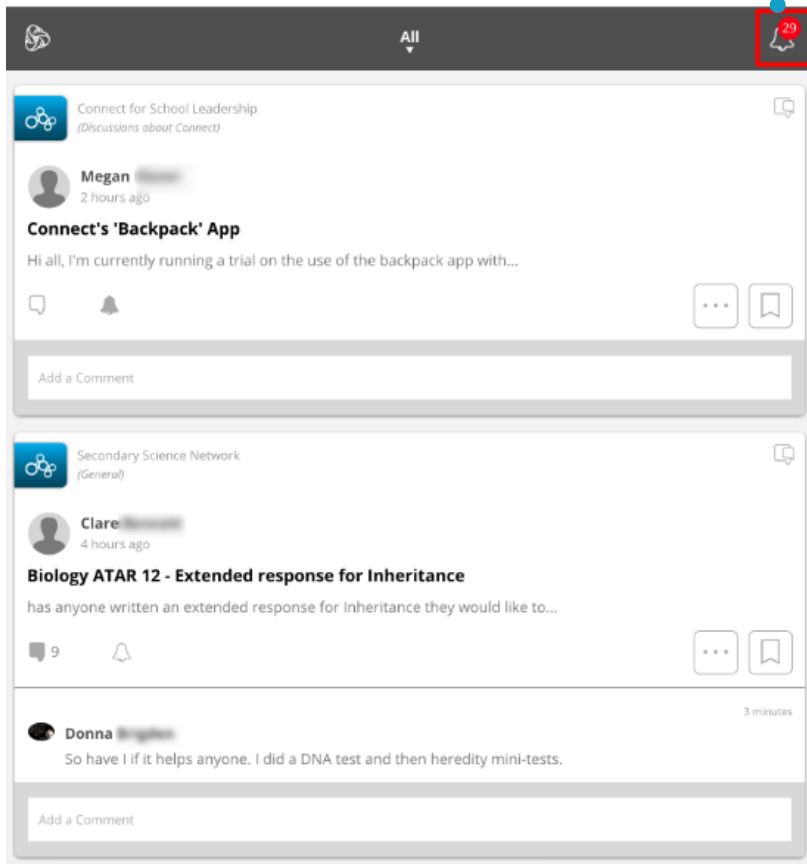 All
29
Connect for School Leadership
(Discussions about Connect)
Megan
2 hours ago
Connect's 'Backpack' App
Hi all, I'm currently running a trial on the use of the backpack app with...
Add a Comment
Secondary Science Network
(General)
Clare
4 hours ago
Biology ATAR 12 - Extended response for Inheritance
has anyone written an extended response for Inheritance they would like to...
9
3 minutes
Donna
So have I if it helps anyone. I did a DNA test and then heredity mini-tests.
Add a Comment